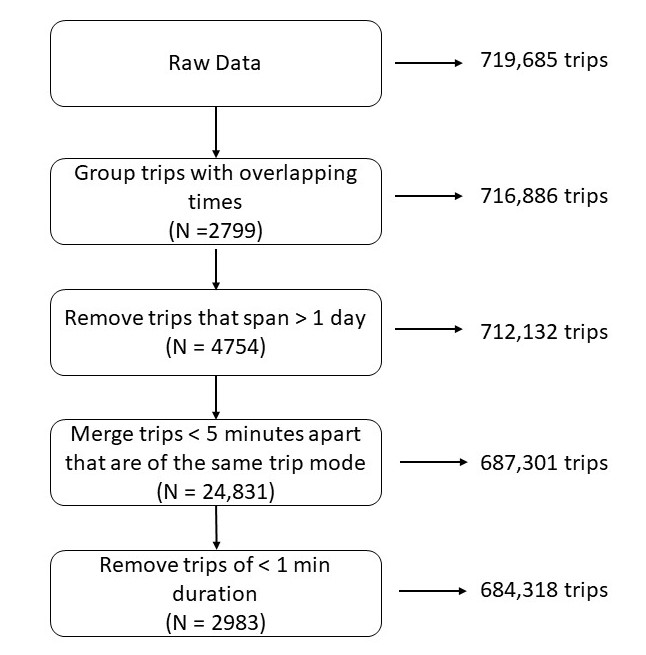 Raw Data
719,685 trips
Group trips with overlapping
times
(N =2799)
716,886 trips
Remove trips that span > 1 day
(N = 4754)
712,132 trips
Merge trips < 5 minutes apart
that are of the same trip mode
(N = 24,831)
687,301 trips
Remove trips of < 1 min
duration
(N = 2983)
684,318 trips